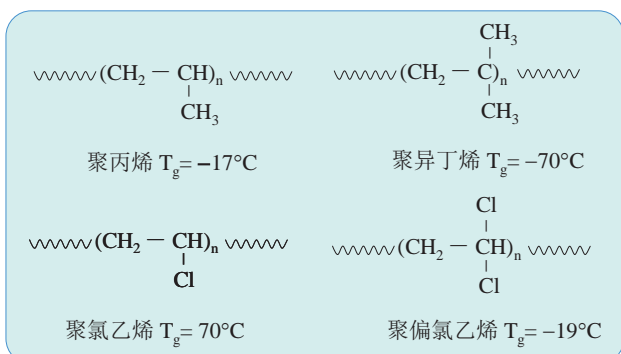 CH₃
(CH₂ — CH)ₙ
(CH₂ — C)ₙ
CH₃
CH₃
聚丙烯 Tg= −17°C
聚异丁烯 Tg= −70°C
Cl
(CH₂ — CH)ₙ
(CH₂ — CH)ₙ
Cl
Cl
聚氯乙烯 Tg= 70°C
聚偏氯乙烯 Tg= −19°C